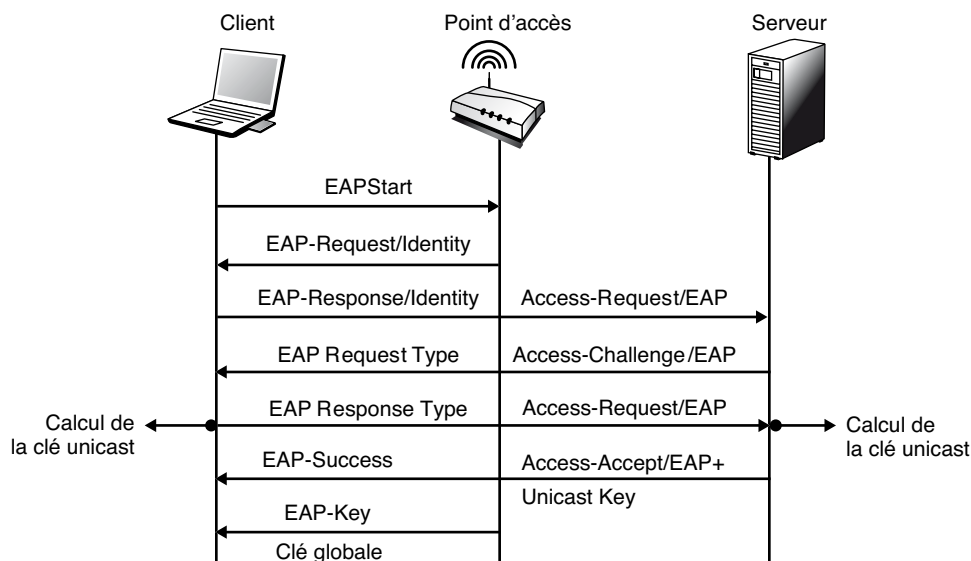 Client
Point d'accès
Serveur
EAPStart
EAP-Request/Identity
EAP-Response/Identity
Access-Request/EAP
EAP Request Type
Access-Challenge/EAP
Calcul de
la clé unicast
EAP Response Type
Access-Request/EAP
Calcul de
la clé unicast
EAP-Success
Access-Accept/EAP+
Unicast Key
EAP-Key
Clé globale